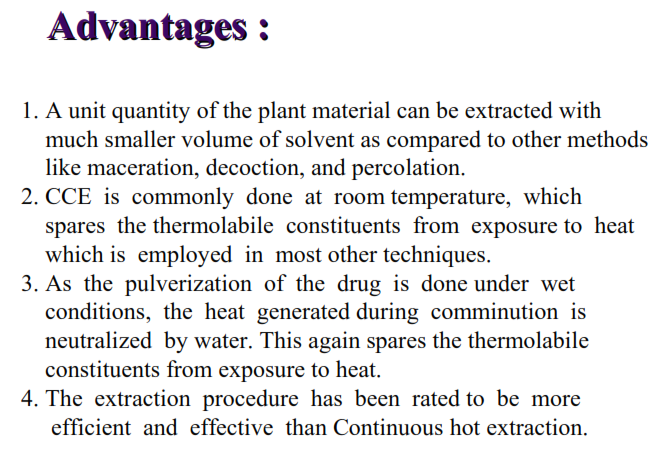 Advantages :
1. A unit quantity of the plant material can be extracted with
much smaller volume of solvent as compared to other methods
like maceration, decoction, and percolation.
2. CCE is commonly done at room temperature, which
spares the thermolabile constituents from exposure to heat
which is employed in most other techniques.
3. As the pulverization of the drug is done under wet
conditions, the heat generated during comminution is
neutralized by water. This again spares the thermolabile
constituents from exposure to heat.
4. The extraction procedure has been rated to be more
efficient and effective than Continuous hot extraction.